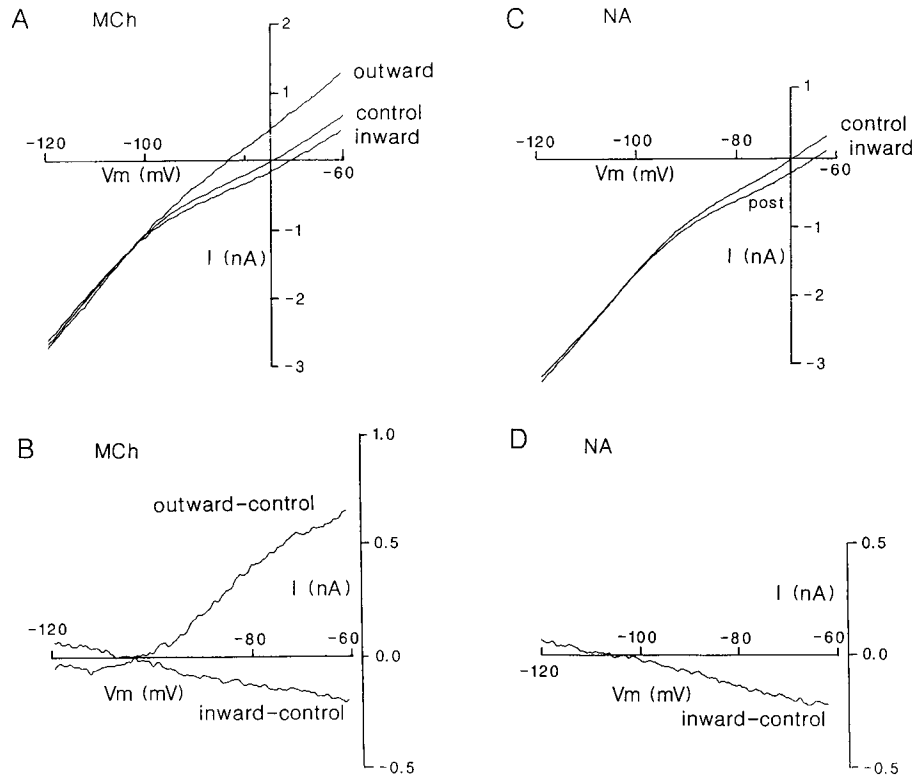 A
MCh
2
1
outward
control
inward
-120
-100
-60
Vm (mV)
I (nA)
-1
-2
-3
C
NA
1
control
inward
-120
-100
-80
-60
Vm (mV)
post
I (nA)
-1
-2
-3
B
MCh
1.0
outward-control
0.5
I (nA)
-120
-100
-80
-60
0.0
Vm (mV)
inward-control
-0.5
D
NA
0.5
I (nA)
-120
-100
-80
-60
0.0
Vm (mV)
inward-control
-0.5